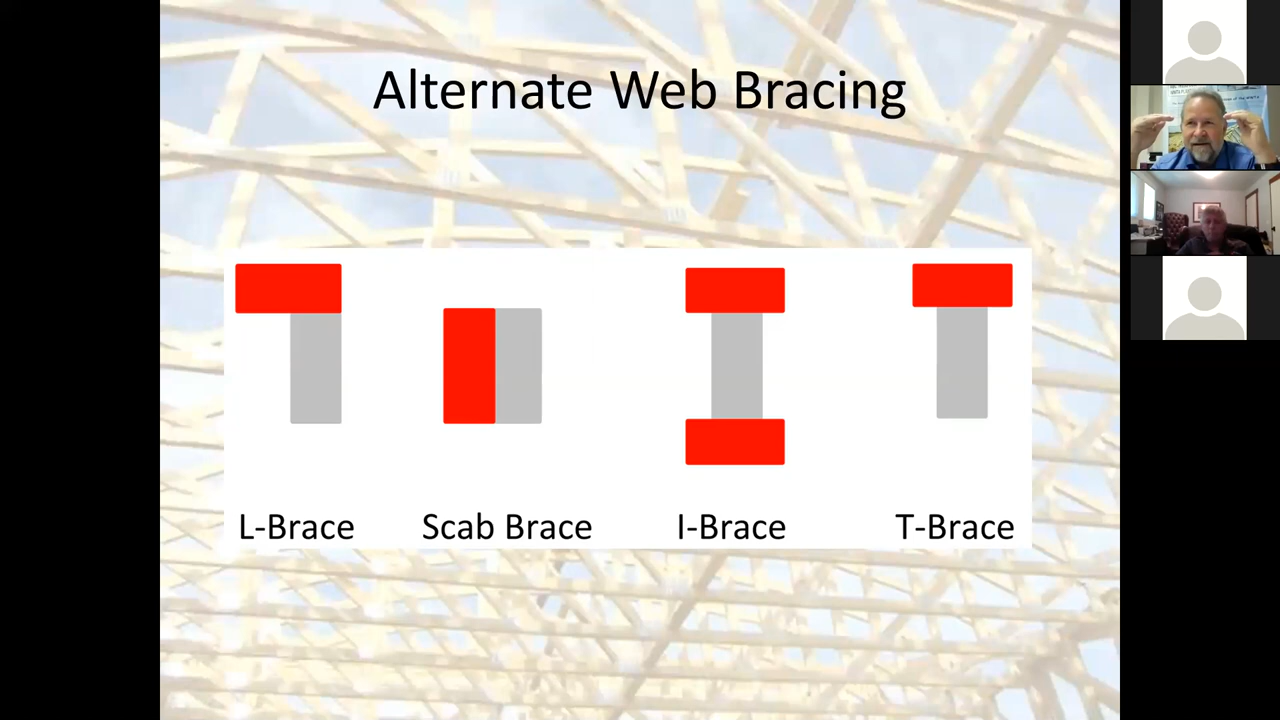 Alternate Web Bracing
L-Brace
Scab Brace
I-Brace
T-Brace